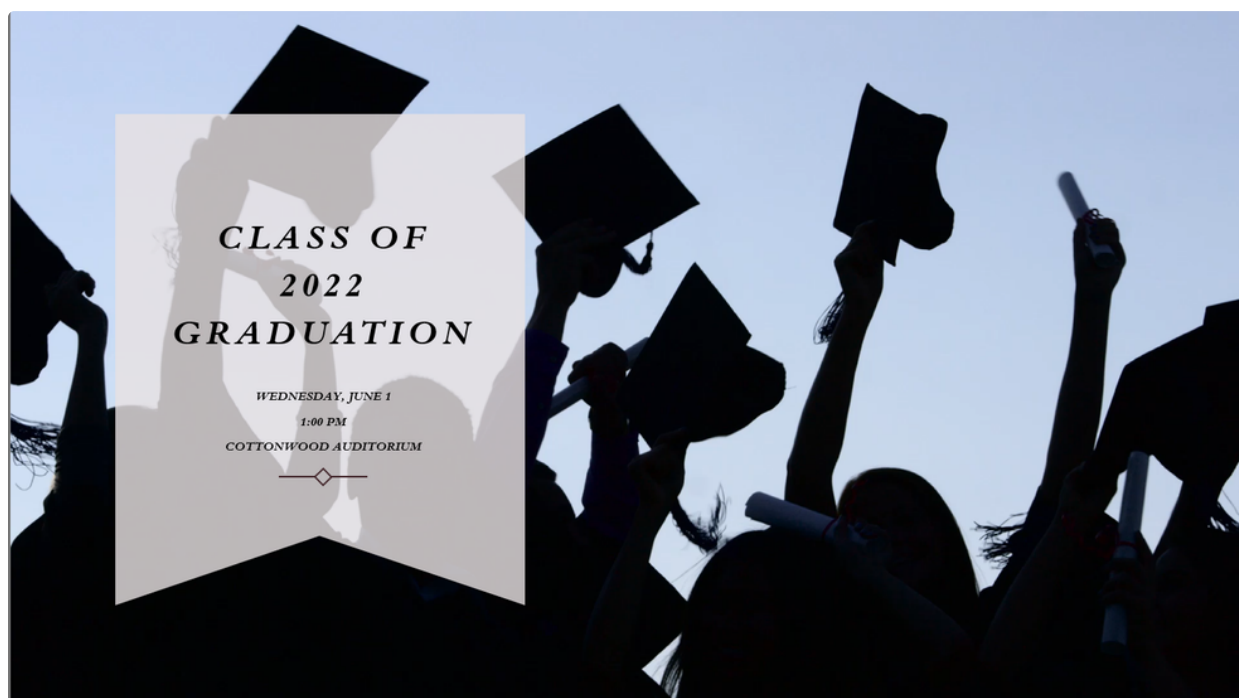 CLASS OF
2022
GRADUATION
WEDNESDAY, JUNE 1
1:00 PM
COTTONWOOD AUDITORIUM